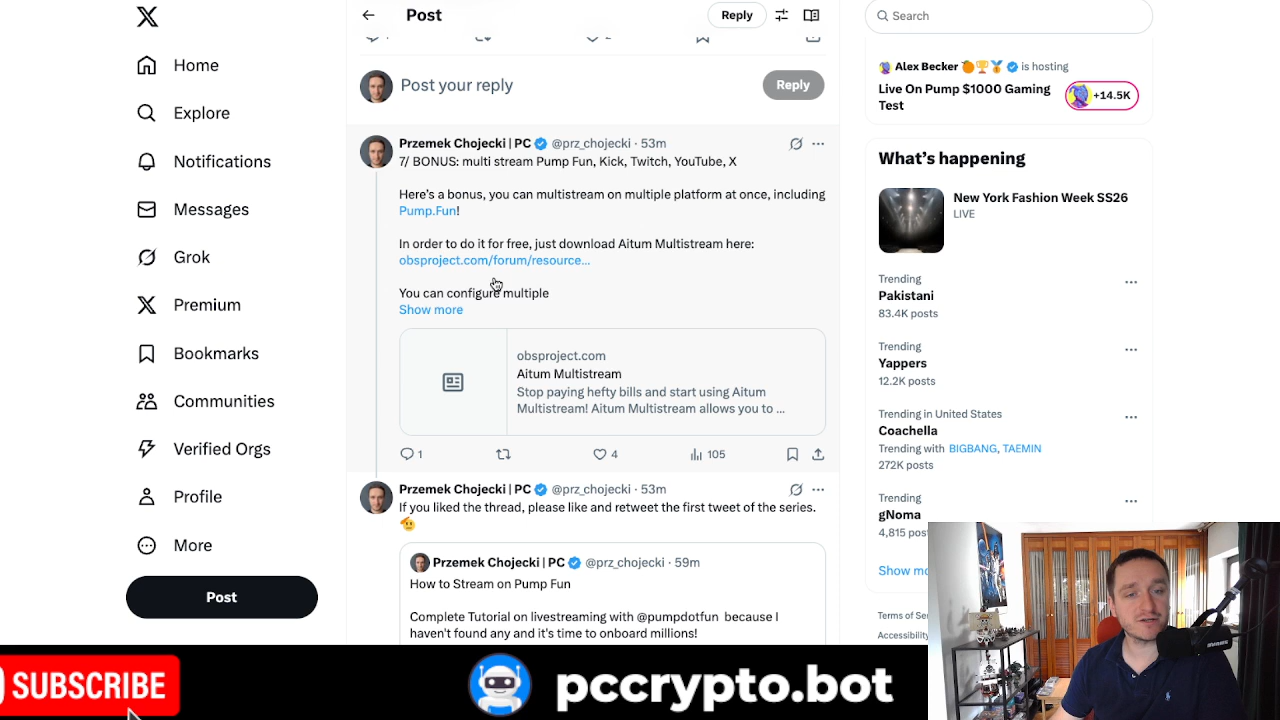 Home
Explore
Notifications
Messages
Grok
Premium
Bookmarks
Communities
Verified Orgs
Profile
More
Post
Post
Reply
Post your reply
Reply
Przemek Chojecki | PC @prz_chojecki · 53m
7/ BONUS: multi stream Pump Fun, Kick, Twitch, YouTube, X
Here's a bonus, you can multistream on multiple platform at once, including
Pump.Fun!
In order to do it for free, just download Aitum Multistream here:
obsproject.com/forum/resource...
You can configure multiple
Show more
obsproject.com
Aitum Multistream
Stop paying hefty bills and start using Aitum
Multistream! Aitum Multistream allows you to ...
1
4
105
Przemek Chojecki | PC @prz_chojecki · 53m
If you liked the thread, please like and retweet the first tweet of the series.
Przemek Chojecki | PC @prz_chojecki · 59m
How to Stream on Pump Fun
Complete Tutorial on livestreaming with @pumpdotfun because I
haven't found any and it's time to onboard millions!
Search
Alex Becker is hosting
Live On Pump $1000 Gaming
Test
+14.5K
What's happening
New York Fashion Week SS26
LIVE
Trending
Pakistani
83.4K posts
Trending
Yappers
12.2K posts
Trending in United States
Coachella
Trending with BIGBANG, TAEMIN
272K posts
Trending
gNoma
4,815 pos
Show mo
Terms of Ser
Accessibility
SUBSCRIBE
pccrypto.bot